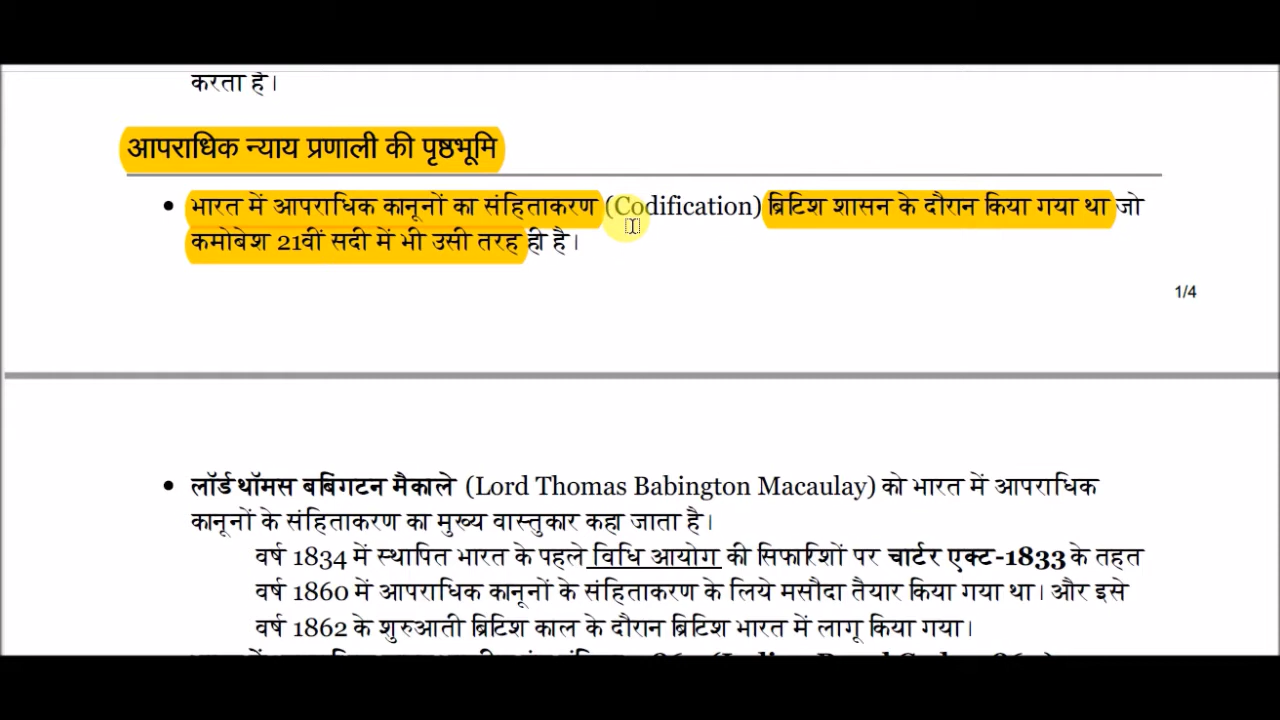 करता है।
आपराधिक न्याय प्रणाली की पृष्ठभूमि
• भारत में आपराधिक कानूनों का संहिताकरण (Codification) ब्रिटिश शासन के दौरान किया गया था जो
कमोबेश 21वीं सदी में भी उसी तरह ही है।
1/4
• लॉर्ड थॉमस बबिंगटन मैकाले (Lord Thomas Babington Macaulay) को भारत में आपराधिक
कानूनों के संहिताकरण का मुख्य वास्तुकार कहा जाता है।
वर्ष 1834 में स्थापित भारत के पहले विधि आयोग की सिफारिशों पर चार्टर एक्ट-1833 के तहत
वर्ष 1860 में आपराधिक कानूनों के संहिताकरण के लिये मसौदा तैयार किया गया था। और इसे
वर्ष 1862 के शुरुआती ब्रिटिश काल के दौरान ब्रिटिश भारत में लागू किया गया।